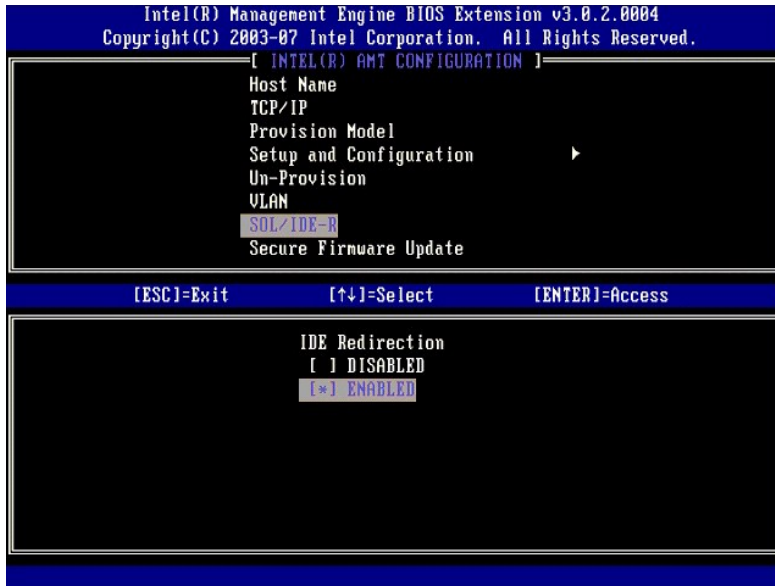 Intel(R) Management Engine BIOS Extension v3.0.2.0004
Copyright(C) 2003-07 Intel Corporation. All Rights Reserved.
[ INTEL(R) AMT CONFIGURATION ]
Host Name
TCP/IP
Provision Model
Setup and Configuration
Un-Provision
VLAN
SOL/IDE-R
Secure Firmware Update
[ESC]=Exit [↑↓]=Select [ENTER]=Access
IDE Redirection
[ ] DISABLED
[*] ENABLED